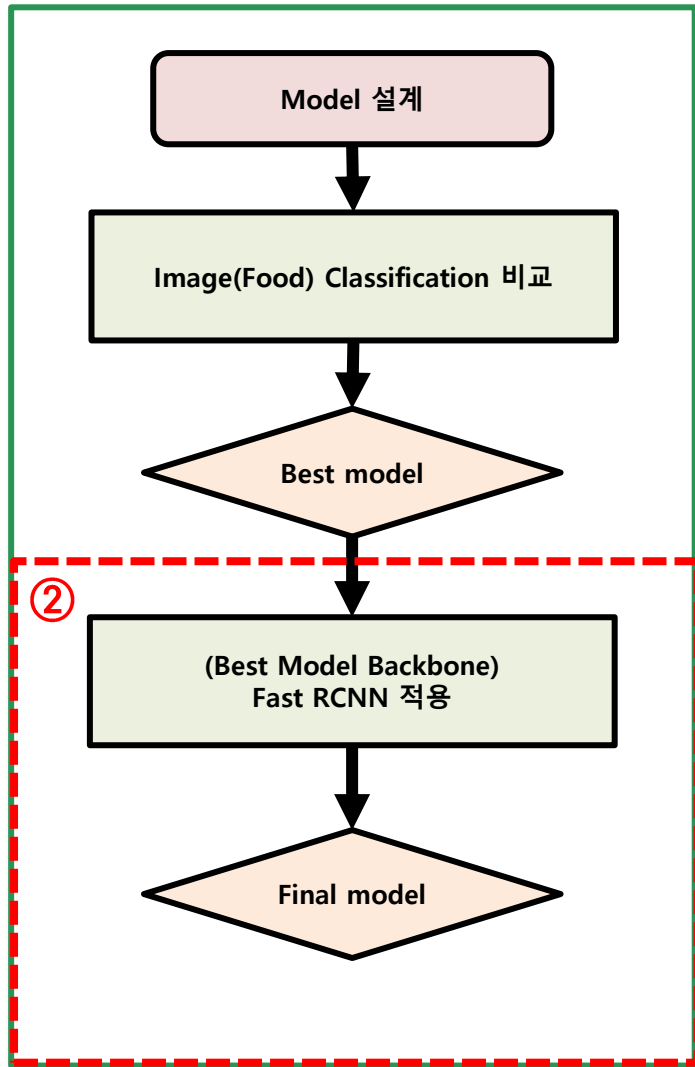 Model 설계
Image(Food) Classification 비교
Best model
②
(Best Model Backbone)
Fast RCNN 적용
Final model